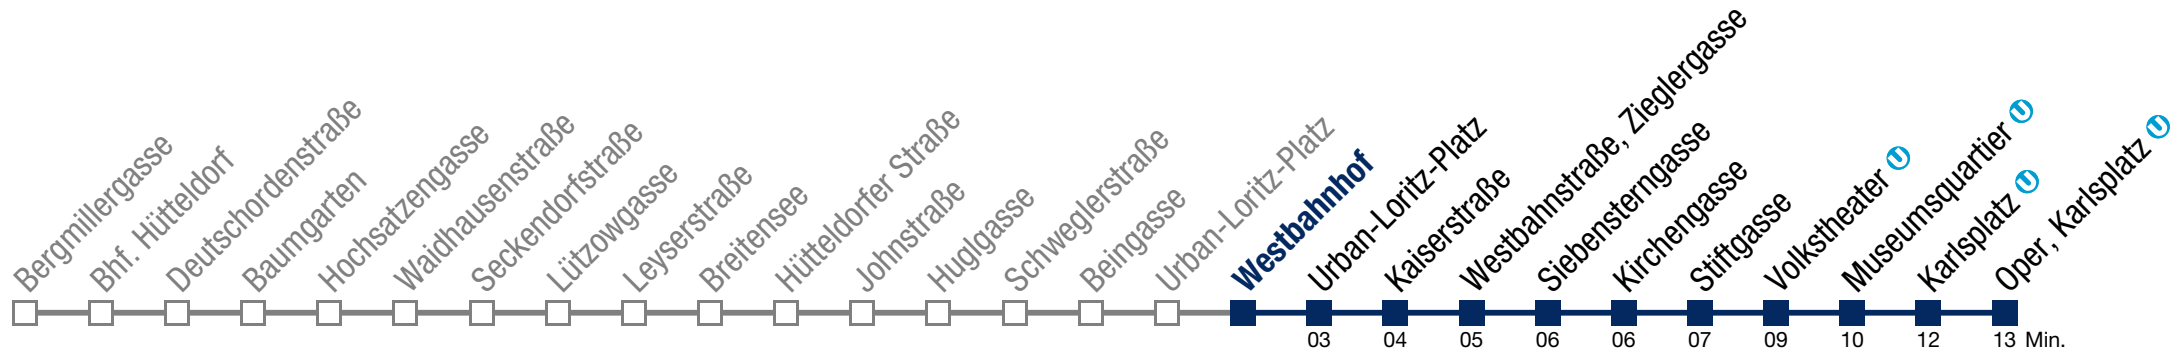 Bergmillergasse
Bhf. Hütteldorf
Deutschordenstraße
Baumgarten
Hochsatzengasse
Waidhausenstraße
Seckendorfstraße
Lützowgasse
Leyserstraße
Breitensee
Hütteldorfer Straße
Johnstraße
Huglgasse
Schweglerstraße
Beingasse
Urban-Loritz-Platz
Westbahnhof
Urban-Loritz-Platz
Kaiserstraße
Westbahnstraße, Zieglergasse
Siebensterngasse
Kirchengasse
Stiftgasse
Volkstheater U
Museumsquartier U
Karlsplatz U
Oper, Karlsplatz U
03 04 05 06 06 07 09 10 12 13 Min.